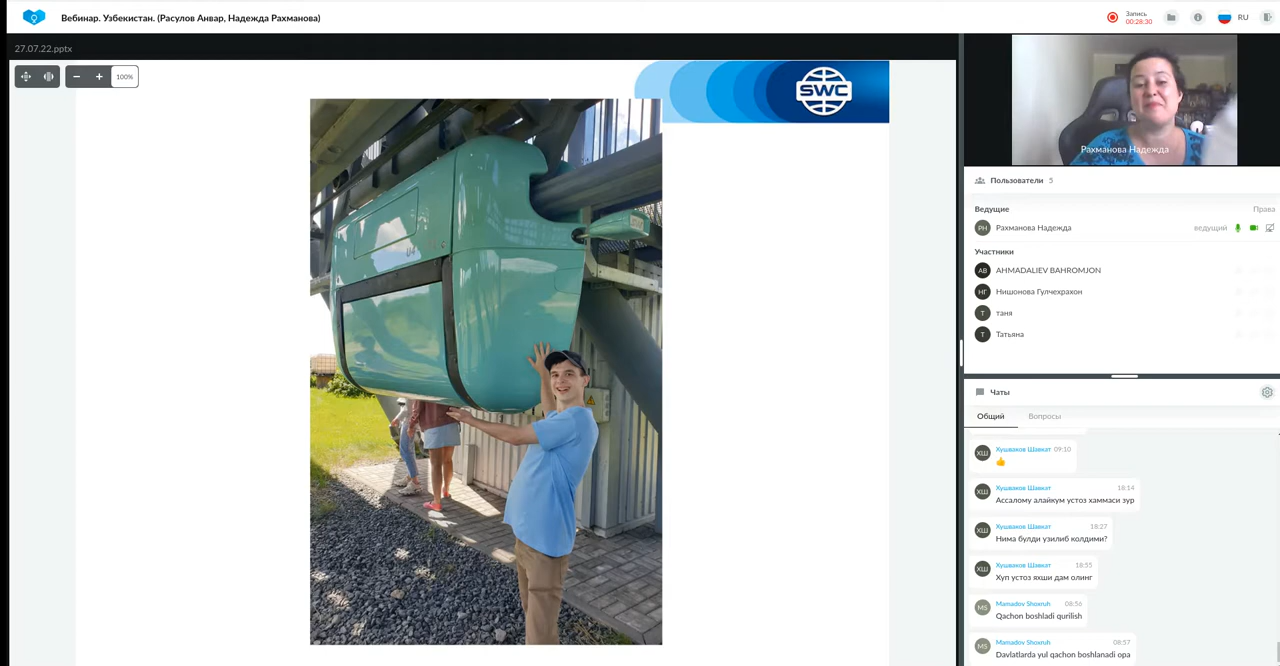 Вебинар. Узбекистан. (Расулов Анвар, Надежда Рахманова)
Запись
00:28:30
RU
27.07.22.pptx
100%
SWC
U4
Рахманова Надежда
Пользователи 5
Ведущие
Права
РН Рахманова Надежда ведущий
Участники
AB AHMADALIEV BAHROMJON
НГ Нишонова Гулчехрахон
Т таня
Т Татьяна
Чаты
Общий Вопросы
ХШ Хушваков Шавкат 09:10
ХШ Хушваков Шавкат 18:14
Ассалому алайкум устоз хаммаси зур
ХШ Хушваков Шавкат 18:27
Нима булди узилиб колдими?
ХШ Хушваков Шавкат 18:55
Хуп устоз яхши дам олинг
MS Mamadov Shoxruh 08:56
Qachon boshladi qurilish
MS Mamadov Shoxruh 08:57
Davlatlarda yul qachon boshlanadi opa